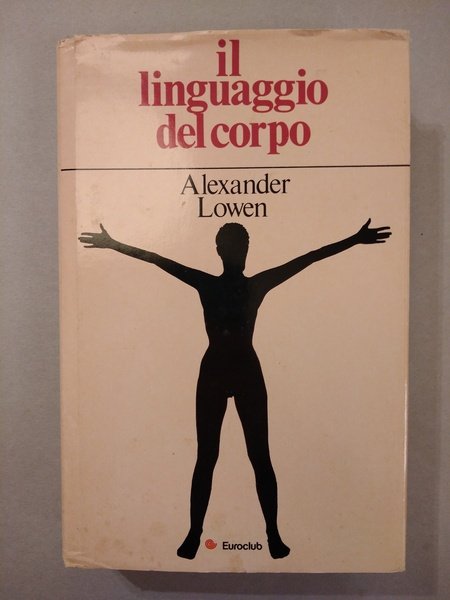 il
linguaggio
del corpo
Alexander
Lowen
Euroclub